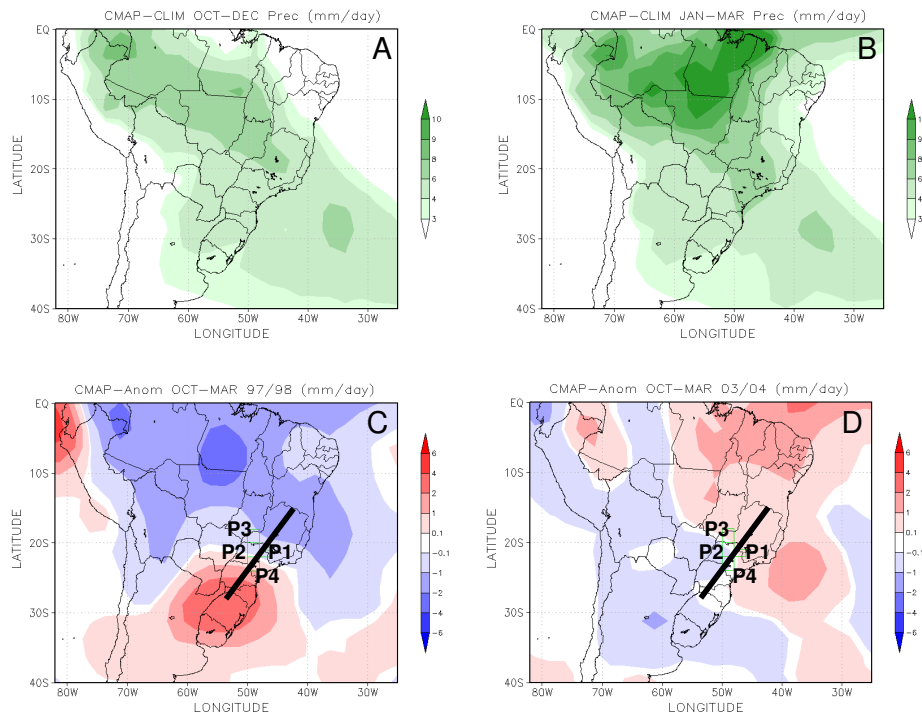 CMAP-CLIM OCT-DEC Prec (mm/day)
A
EQ
10S
20S
30S
40S
LATITUDE
80W 70W 60W 50W 40W 30W
LONGITUDE
10
8
6
4
3
CMAP-CLIM JAN-MAR Prec (mm/day)
B
EQ
10S
20S
30S
40S
LATITUDE
80W 70W 60W 50W 40W 30W
LONGITUDE
8
6
4
3
CMAP-Anom OCT-MAR 97/98 (mm/day)
C
EQ
10S
20S
30S
40S
LATITUDE
P3
P2 P1
P4
80W 70W 60W 50W 40W 30W
LONGITUDE
6
4
2
1
0.1
-0.1
-1
-2
-4
-6
CMAP-Anom OCT-MAR 03/04 (mm/day)
D
EQ
10S
20S
30S
40S
LATITUDE
P3
P2 P1
P4
80W 70W 60W 50W 40W 30W
LONGITUDE
6
4
2
1
0.1
-0.
-1
-2
-4
-6